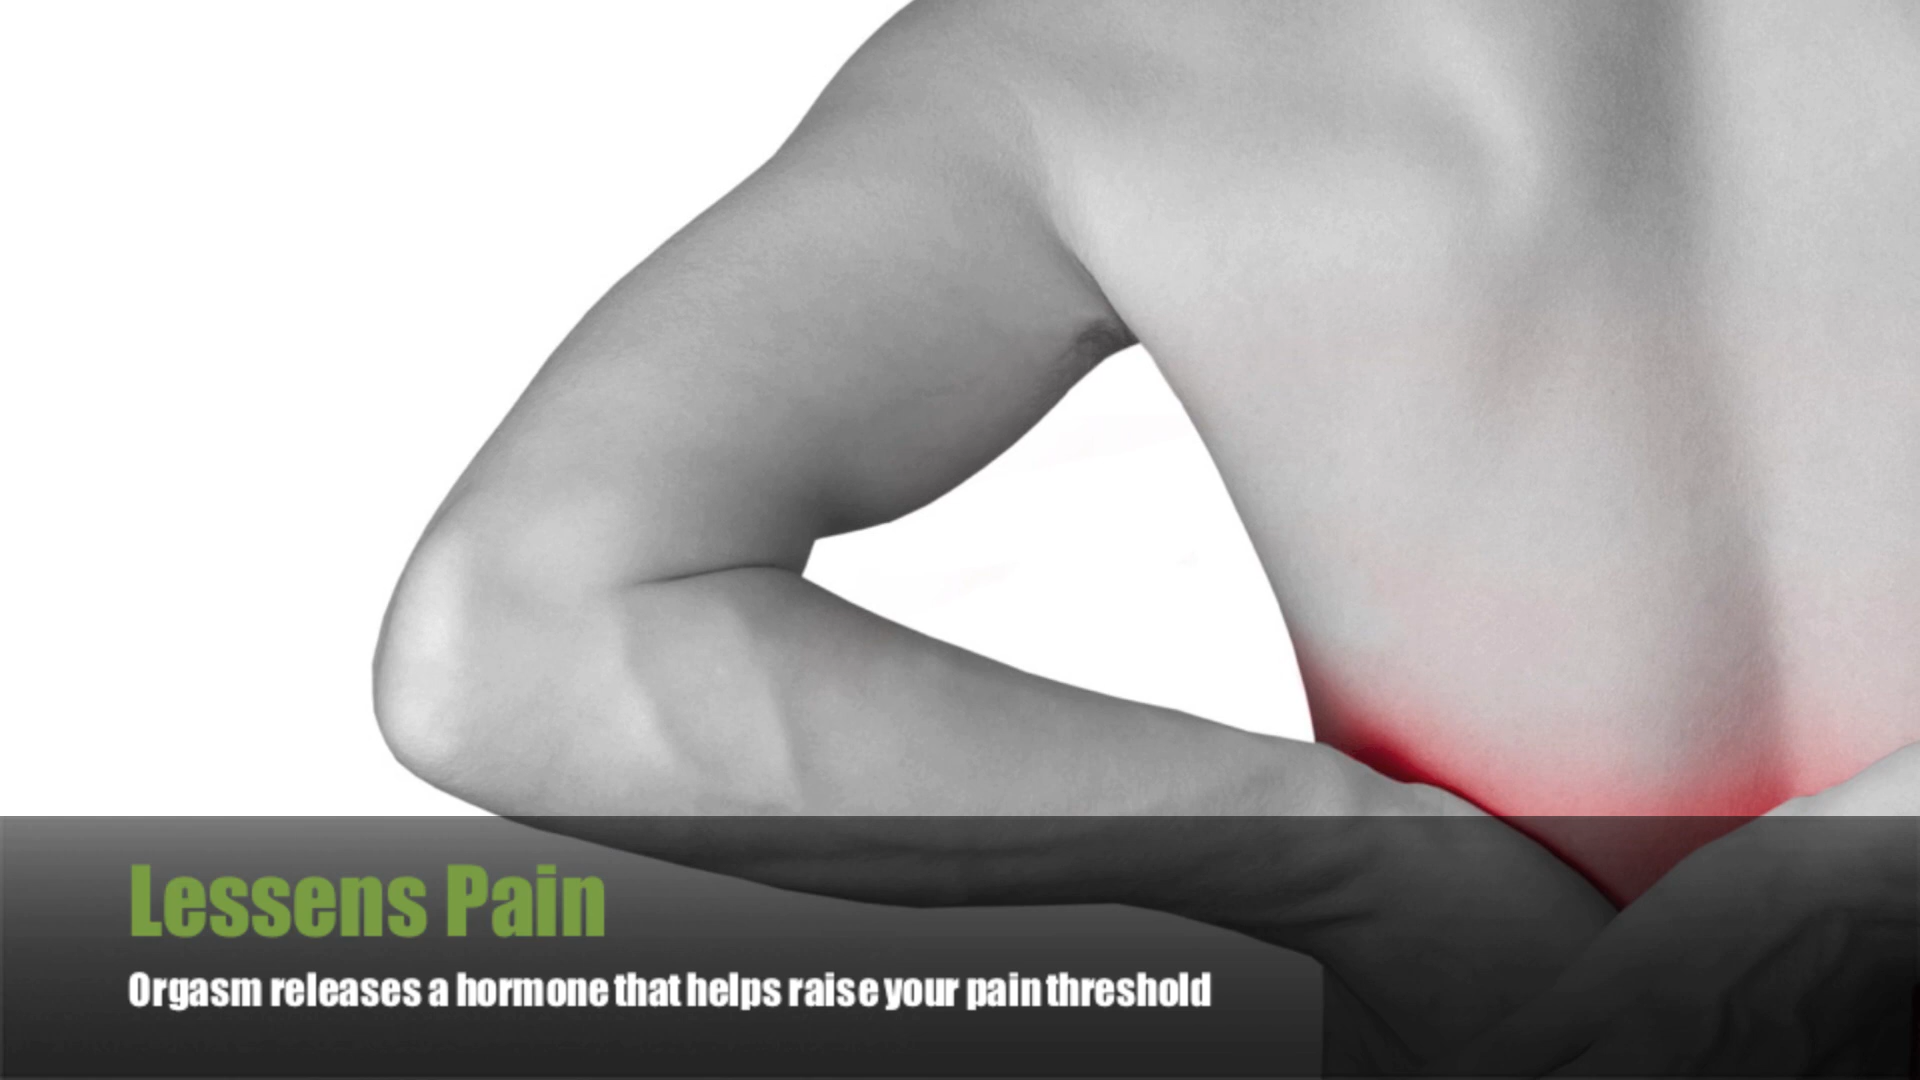 Lessens Pain
Orgasm releases a hormone that helps raise your pain threshold